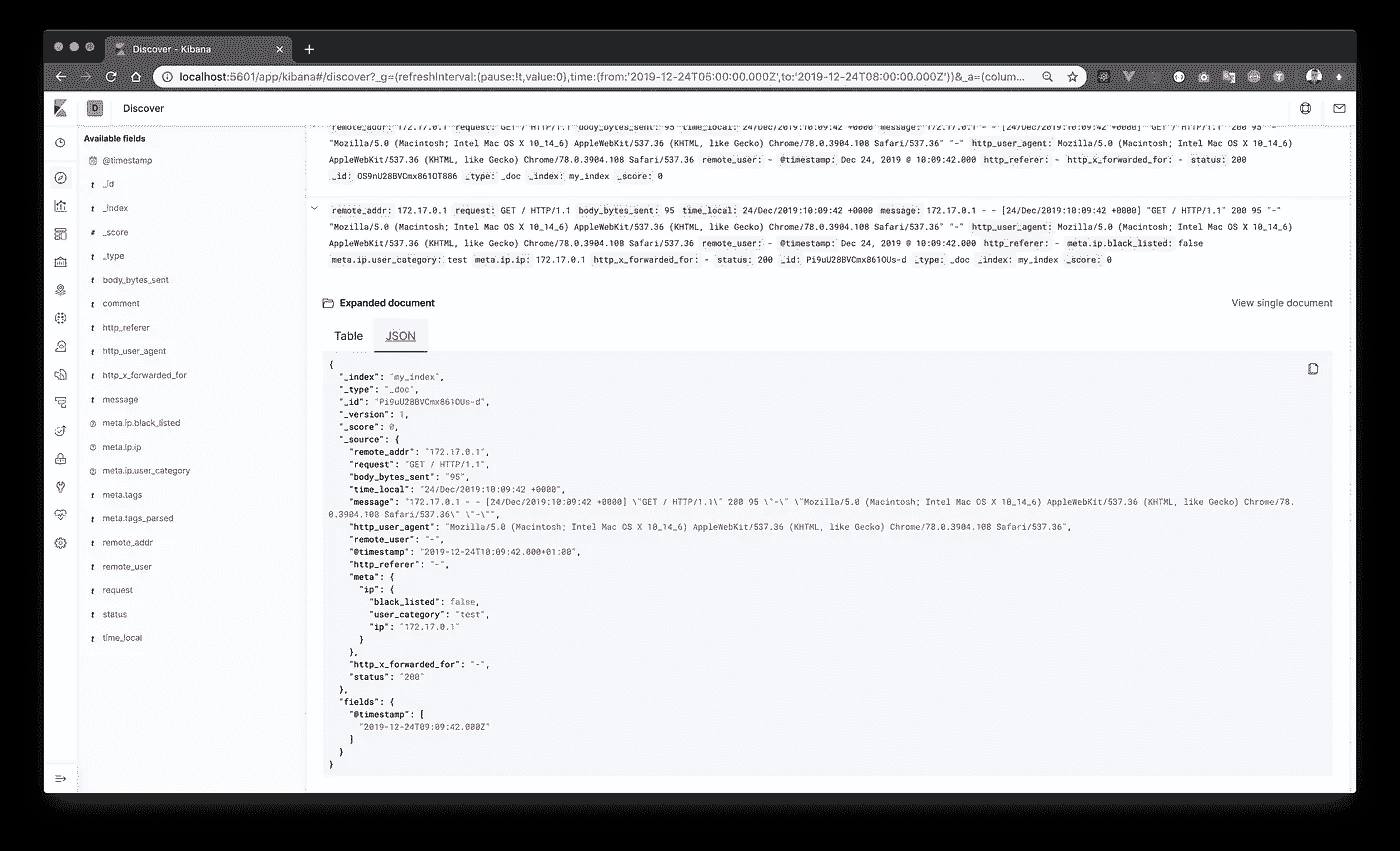 Discover - Kibana
localhost:5601/app/kibana#/discover?_g=(refreshInterval:(pause:!t,value:0),time:(from:'2019-12-24T05:00:00.000Z',to:'2019-12-24T08:00:00.000Z'))&_a=(colum...
D Discover
Available fields
@timestamp
t _id
t _index
# _score
t _type
t body_bytes_sent
t comment
t http_referer
t http_user_agent
t http_x_forwarded_for
t message
meta.ip.black_listed
meta.ip.ip
meta.ip.user_category
t meta.tags
t meta.tags_parsed
t remote_addr
t remote_user
t request
t status
t time_local
remote_addr: 172.17.0.1 request: GET / HTTP/1.1 body_bytes_sent: 95 time_local: 24/Dec/2019:10:09:42 +0000 message: 172.17.0.1 - - [24/Dec/2019:10:09:42 +0000] "GET / HTTP/1.1" 200 95 "-"
"Mozilla/5.0 (Macintosh; Intel Mac OS X 10_14_6) AppleWebKit/537.36 (KHTML, like Gecko) Chrome/78.0.3904.108 Safari/537.36" "-" http_user_agent: Mozilla/5.0 (Macintosh; Intel Mac OS X 10_14_6)
AppleWebKit/537.36 (KHTML, like Gecko) Chrome/78.0.3904.108 Safari/537.36 remote_user: - @timestamp: Dec 24, 2019 @ 10:09:42.000 http_referer: - http_x_forwarded_for: - status: 200
_id: OS9nU28BVCmx861OT886 _type: _doc _index: my_index _score: 0
remote_addr: 172.17.0.1 request: GET / HTTP/1.1 body_bytes_sent: 95 time_local: 24/Dec/2019:10:09:42 +0000 message: 172.17.0.1 - - [24/Dec/2019:10:09:42 +0000] "GET / HTTP/1.1" 200 95 "-"
"Mozilla/5.0 (Macintosh; Intel Mac OS X 10_14_6) AppleWebKit/537.36 (KHTML, like Gecko) Chrome/78.0.3904.108 Safari/537.36" "-" http_user_agent: Mozilla/5.0 (Macintosh; Intel Mac OS X 10_14_6)
AppleWebKit/537.36 (KHTML, like Gecko) Chrome/78.0.3904.108 Safari/537.36 remote_user: - @timestamp: Dec 24, 2019 @ 10:09:42.000 http_referer: - meta.ip.black_listed: false
meta.ip.user_category: test meta.ip.ip: 172.17.0.1 http_x_forwarded_for: - status: 200 _id: Pi9uU28BVCmx861OUs-d _type: _doc _index: my_index _score: 0
Expanded document
View single document
Table JSON
{
"_index": "my_index",
"_type": "_doc",
"_id": "Pi9uU28BVCmx861OUs-d",
"_version": 1,
"_score": 0,
"_source": {
"remote_addr": "172.17.0.1",
"request": "GET / HTTP/1.1",
"body_bytes_sent": "95",
"time_local": "24/Dec/2019:10:09:42 +0000",
"message": "172.17.0.1 - - [24/Dec/2019:10:09:42 +0000] \"GET / HTTP/1.1\" 200 95 \"-\" \"Mozilla/5.0 (Macintosh; Intel Mac OS X 10_14_6) AppleWebKit/537.36 (KHTML, like Gecko) Chrome/78.
0.3904.108 Safari/537.36\" \"-\"",
"http_user_agent": "Mozilla/5.0 (Macintosh; Intel Mac OS X 10_14_6) AppleWebKit/537.36 (KHTML, like Gecko) Chrome/78.0.3904.108 Safari/537.36",
"remote_user": "-",
"@timestamp": "2019-12-24T10:09:42.000+01:00",
"http_referer": "-",
"meta": {
"ip": {
"black_listed": false,
"user_category": "test",
"ip": "172.17.0.1"
}
},
"http_x_forwarded_for": "-",
"status": "200"
},
"fields": {
"@timestamp": [
"2019-12-24T09:09:42.000Z"
]
}
}